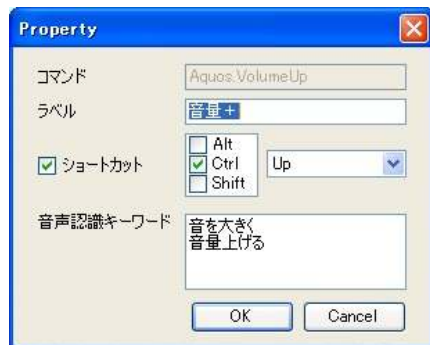 Property
コマンド
Aquos.VolumeUp
ラベル
音量+
ショートカット
Alt
Ctrl
Shift
Up
音声認識キーワード
音を大きく
音量上げる
OK
Cancel